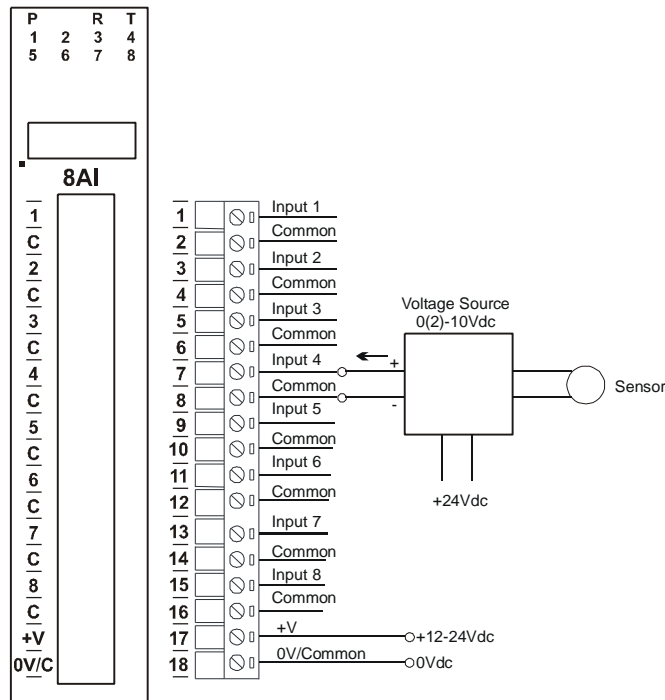 P R T
1 2 3 4
5 6 7 8
8AI
1
C
2
C
3
C
4
C
5
C
6
C
7
C
8
C
+V
0V/C
1 Input 1
2 Common
3 Input 2
4 Common
5 Input 3
6 Common
7 Input 4
8 Common
9 Input 5
10 Common
11 Input 6
12 Common
13 Input 7
14 Common
15 Input 8
16 Common
17 +V +12-24Vdc
18 0V/Common 0Vdc
Voltage Source
0(2)-10Vdc
+
-
Sensor
+24Vdc